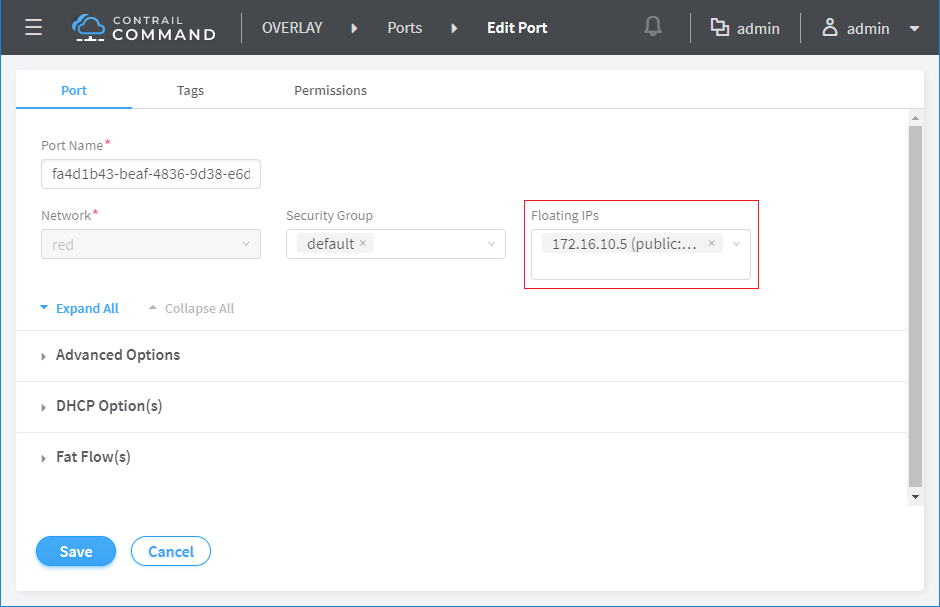 CONTRAIL
COMMAND
OVERLAY Ports Edit Port admin admin
Port Tags Permissions
Port Name*
fa4d1b43-beaf-4836-9d38-e6d
Network* Security Group Floating IPs
red default × 172.16.10.5 (public:... ×
Expand All Collapse All
Advanced Options
DHCP Option(s)
Fat Flow(s)
Save Cancel